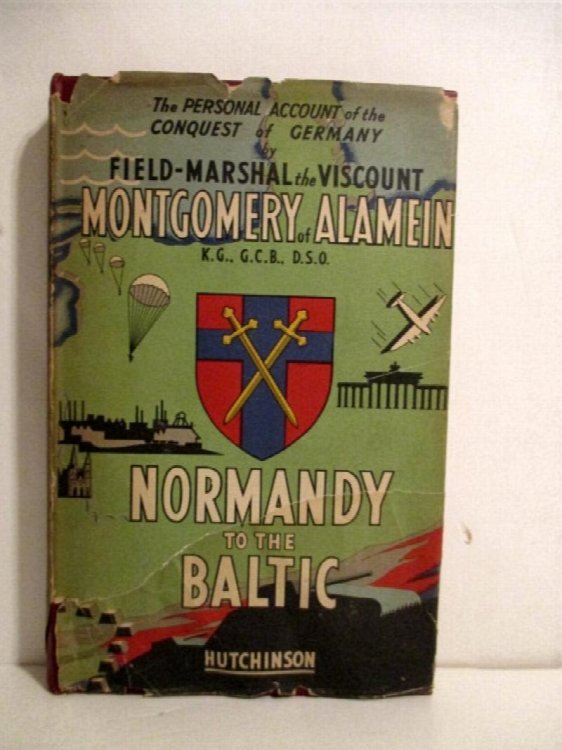 The PERSONAL ACCOUNT of the
CONQUEST of GERMANY
by
FIELD-MARSHAL the VISCOUNT
MONTGOMERY of ALAMEIN
K.G., G.C.B., D.S.O.
NORMANDY
TO THE
BALTIC
HUTCHINSON